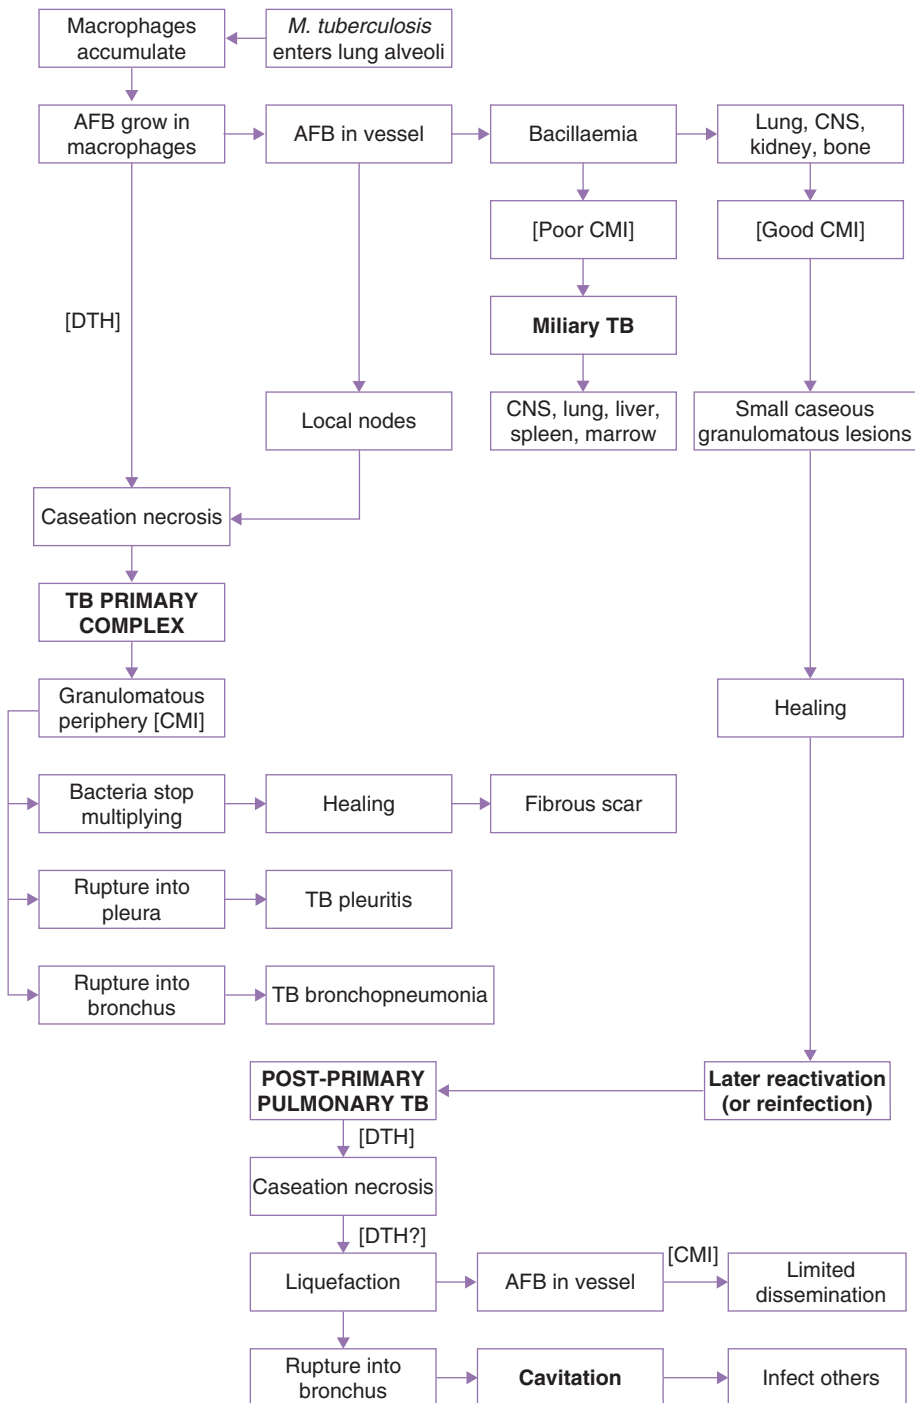 Macrophages
accumulate
M. tuberculosis
enters lung alveoli
AFB grow in
macrophages
AFB in vessel
Bacillaemia
Lung, CNS,
kidney, bone
[Poor CMI]
[Good CMI]
[DTH]
Miliary TB
Local nodes
CNS, lung, liver,
spleen, marrow
Small caseous
granulomatous lesions
Caseation necrosis
TB PRIMARY
COMPLEX
Granulomatous
periphery [CMI]
Healing
Bacteria stop
multiplying
Healing
Fibrous scar
Rupture into
pleura
TB pleuritis
Rupture into
bronchus
TB bronchopneumonia
POST-PRIMARY
PULMONARY TB
Later reactivation
(or reinfection)
[DTH]
Caseation necrosis
[DTH?]
Liquefaction
AFB in vessel
[CMI]
Limited
dissemination
Rupture into
bronchus
Cavitation
Infect others